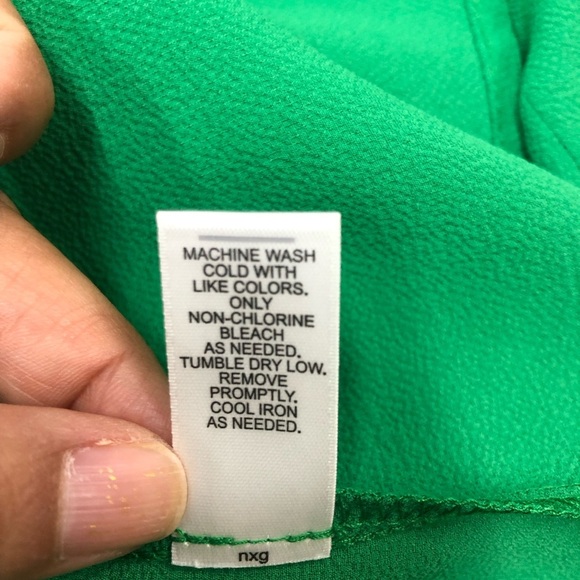 MACHINE WASH
COLD WITH
LIKE COLORS.
ONLY
NON-CHLORINE
BLEACH
AS NEEDED.
TUMBLE DRY LOW.
REMOVE
PROMPTLY.
COOL IRON
AS NEEDED.
nxg